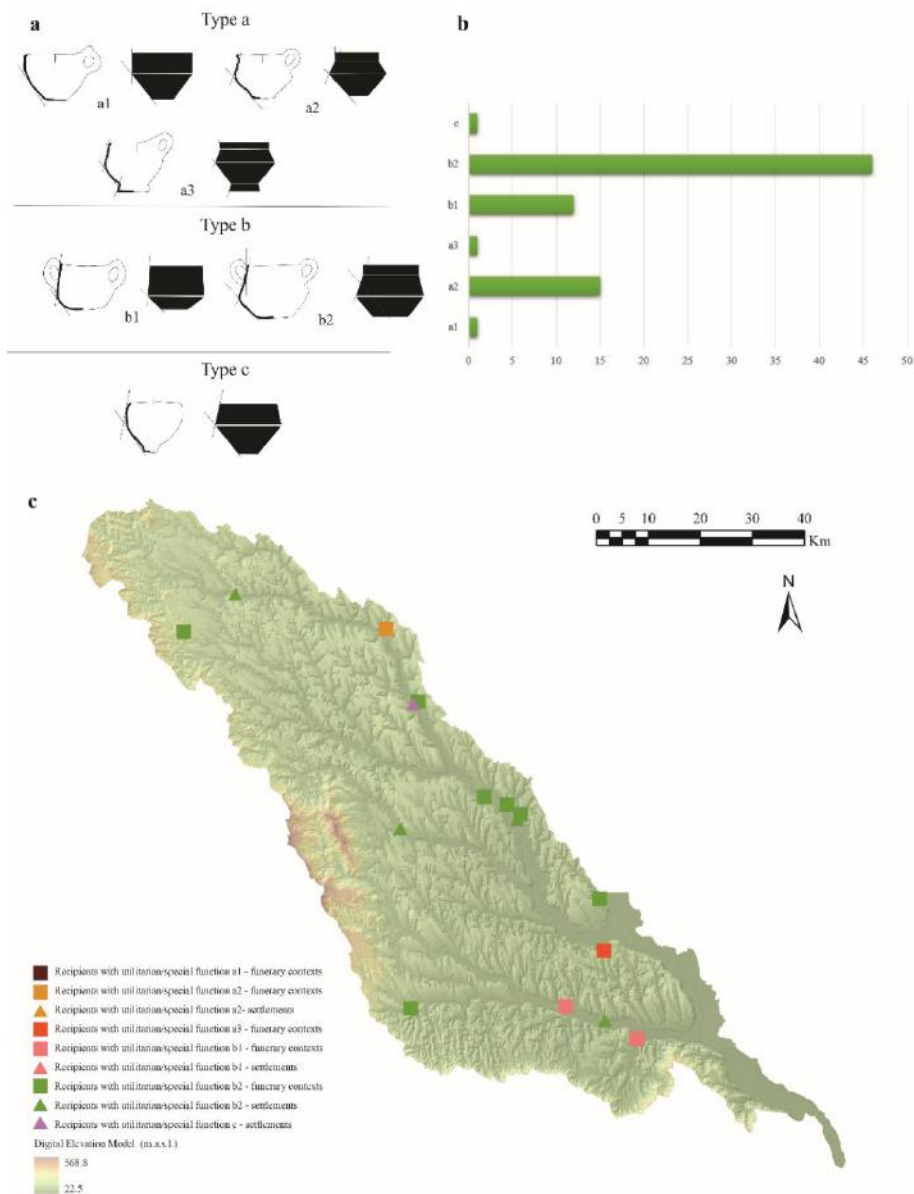 a
Type a
a1
a2
a3
Type b
b1
b2
Type c
b
c
b2
b1
a3
a2
a1
0 5 10 15 20 25 30 35 40 45 50
c
0 5 10 20 30 40
Km
N
Recipients with utilitarian/special function a1 - funerary contexts
Recipients with utilitarian/special function a2 - funerary contexts
Recipients with utilitarian/special function a2- settlements
Recipients with utilitarian/special function a3 - funerary contexts
Recipients with utilitarian/special function b1 - funerary contexts
Recipients with utilitarian/special function b1 - settlements
Recipients with utilitarian/special function b2 - funerary contexts
Recipients with utilitarian/special function b2 - settlements
Recipients with utilitarian/special function c - settlements
Digital Elevation Model (m.a.s.l.)
568.8
22.5